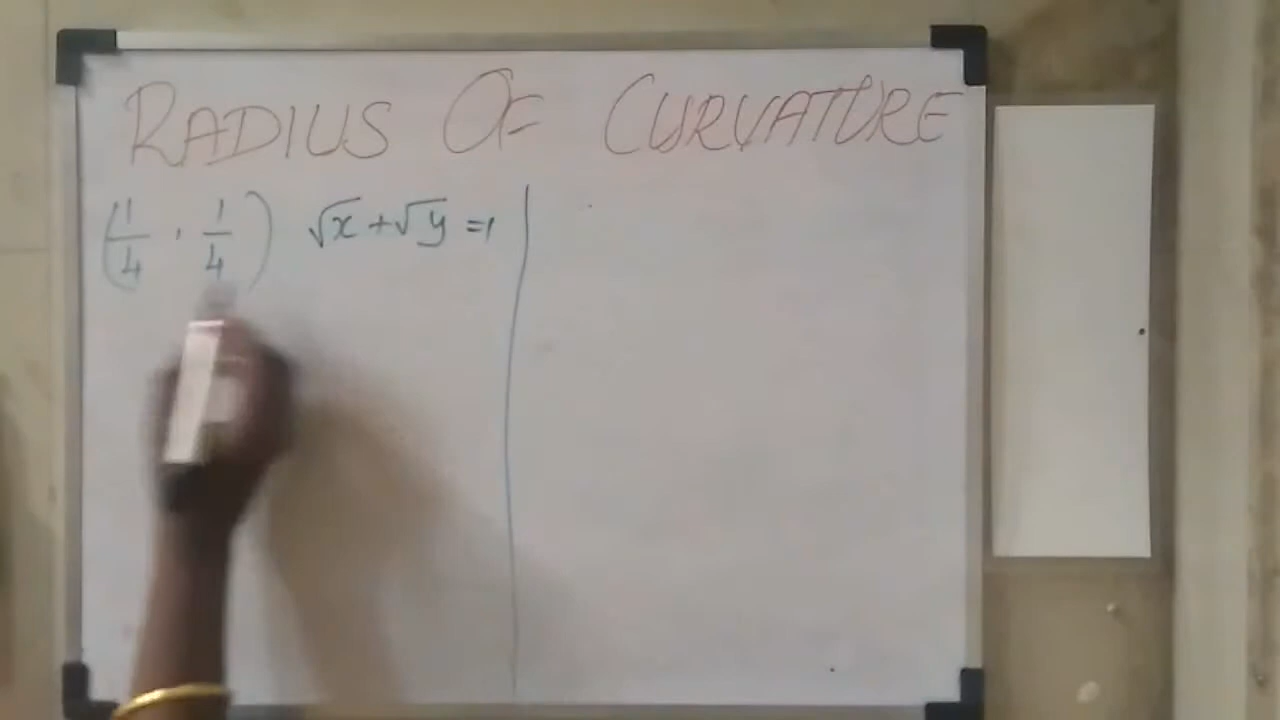 RADIUS OF CURVATURE
(1/4, 1/4) √x + √y = 1